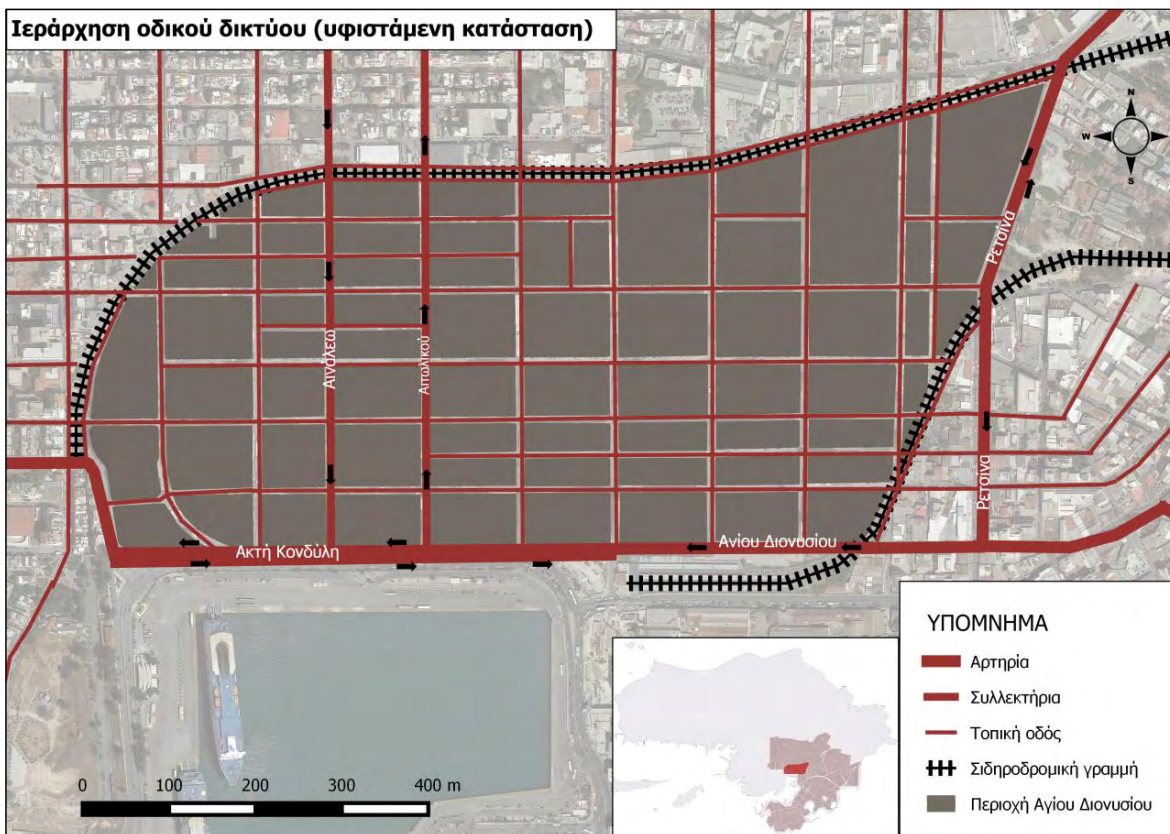 Ιεράρχηση οδικού δικτύου (υφιστάμενη κατάσταση)
N
W
E
S
Ρετσίνα
Αιγάλεω
Αιτωλικού
Ρετσίνα
Ακτή Κονδύλη
Αγίου Διονυσίου
ΥΠΟΜΝΗΜΑ
Αρτηρία
Συλλεκτήρια
Τοπική οδός
Σιδηροδρομική γραμμή
Περιοχή Αγίου Διονυσίου
0 100 200 300 400 m